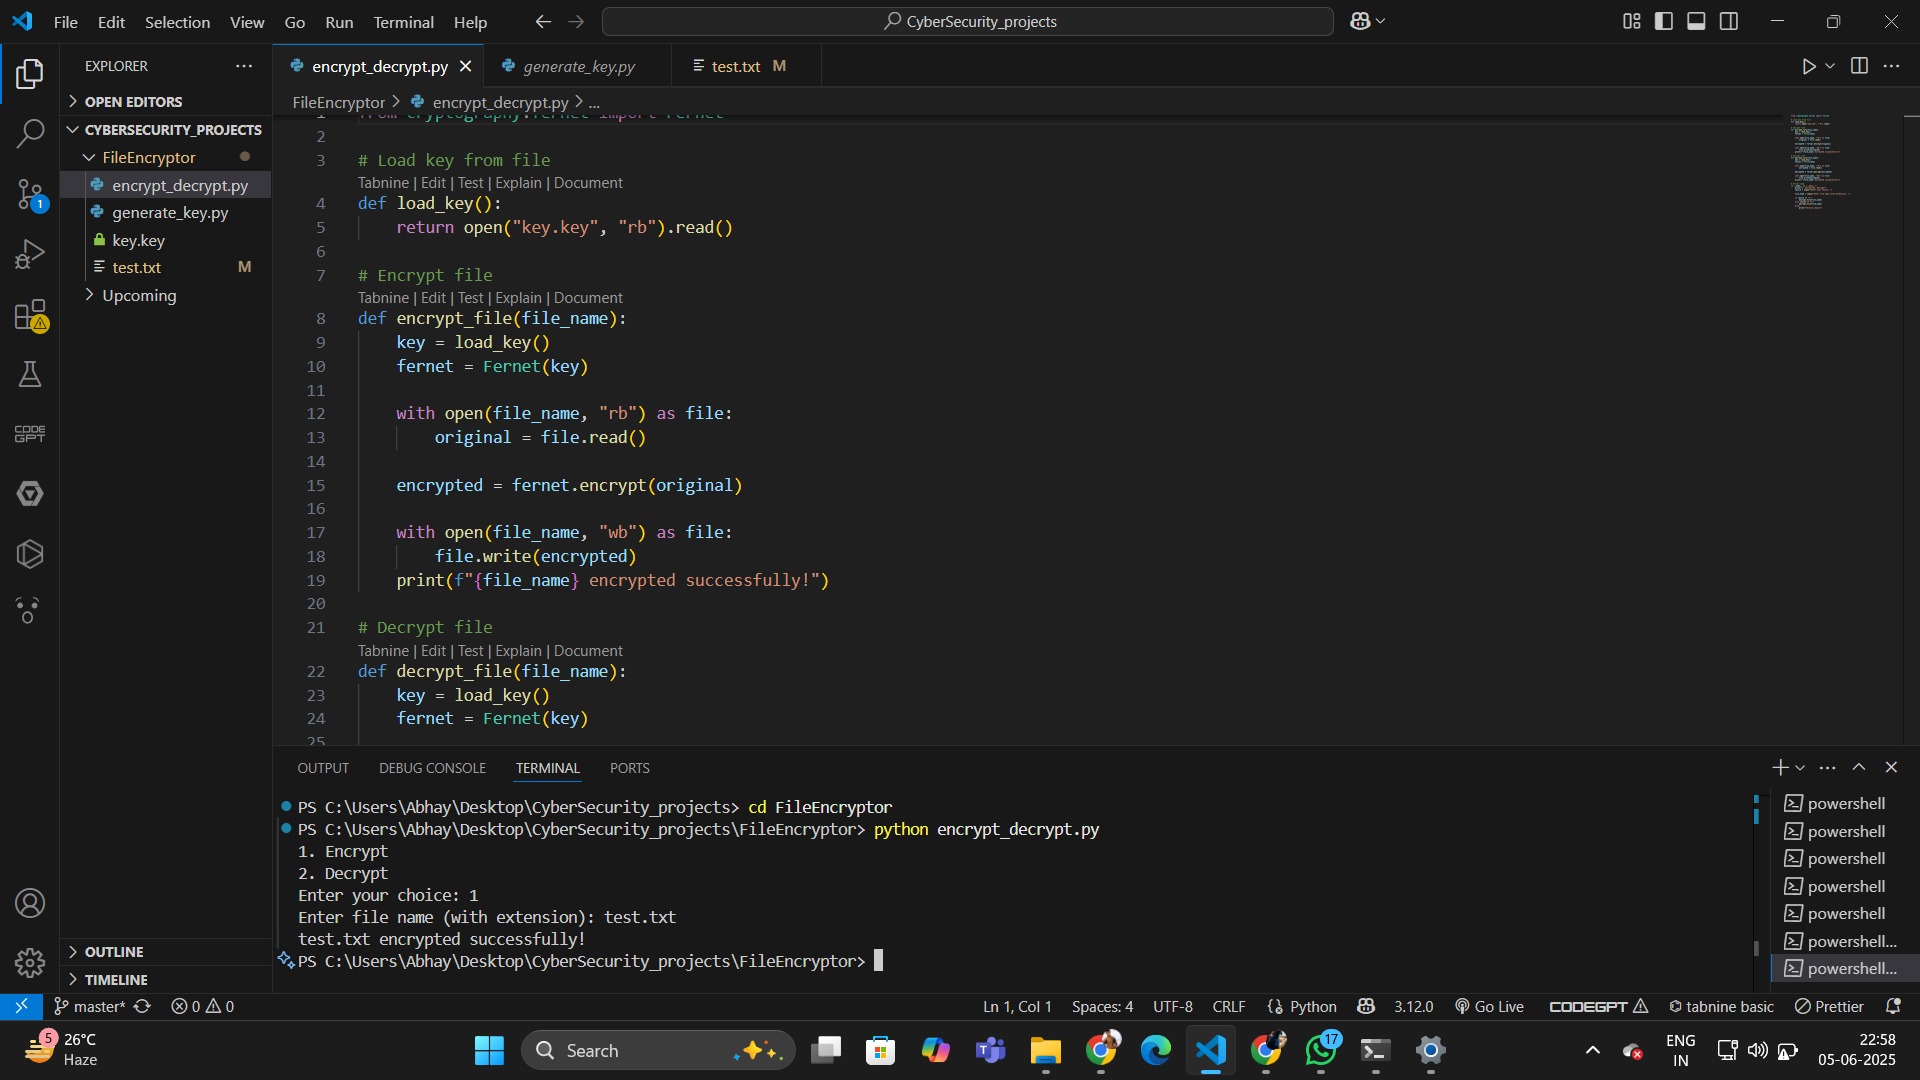 File Edit Selection View Go Run Terminal Help
CyberSecurity_projects
EXPLORER
OPEN EDITORS
CYBERSECURITY_PROJECTS
FileEncryptor
encrypt_decrypt.py
generate_key.py
key.key
test.txt M
Upcoming
OUTLINE
TIMELINE
1
CODE
GPT
encrypt_decrypt.py
generate_key.py
test.txt M
FileEncryptor > encrypt_decrypt.py > ...
1 from cryptography.fernet import Fernet
2
3 # Load key from file
Tabnine | Edit | Test | Explain | Document
4 def load_key():
5     return open("key.key", "rb").read()
6
7 # Encrypt file
Tabnine | Edit | Test | Explain | Document
8 def encrypt_file(file_name):
9     key = load_key()
10     fernet = Fernet(key)
11
12     with open(file_name, "rb") as file:
13         original = file.read()
14
15     encrypted = fernet.encrypt(original)
16
17     with open(file_name, "wb") as file:
18         file.write(encrypted)
19     print(f"{file_name} encrypted successfully!")
20
21 # Decrypt file
Tabnine | Edit | Test | Explain | Document
22 def decrypt_file(file_name):
23     key = load_key()
24     fernet = Fernet(key)
25
OUTPUT DEBUG CONSOLE TERMINAL PORTS
PS C:\Users\Abhay\Desktop\CyberSecurity_projects> cd FileEncryptor
PS C:\Users\Abhay\Desktop\CyberSecurity_projects\FileEncryptor> python encrypt_decrypt.py
1. Encrypt
2. Decrypt
Enter your choice: 1
Enter file name (with extension): test.txt
test.txt encrypted successfully!
PS C:\Users\Abhay\Desktop\CyberSecurity_projects\FileEncryptor>
powershell
powershell
powershell
powershell
powershell
powershell...
powershell...
master* 0 0 Ln 1, Col 1 Spaces: 4 UTF-8 CRLF Python 3.12.0 Go Live CODEGPT tabnine basic Prettier
5
26°C
Haze
Search
17
ENG
IN
22:58
05-06-2025